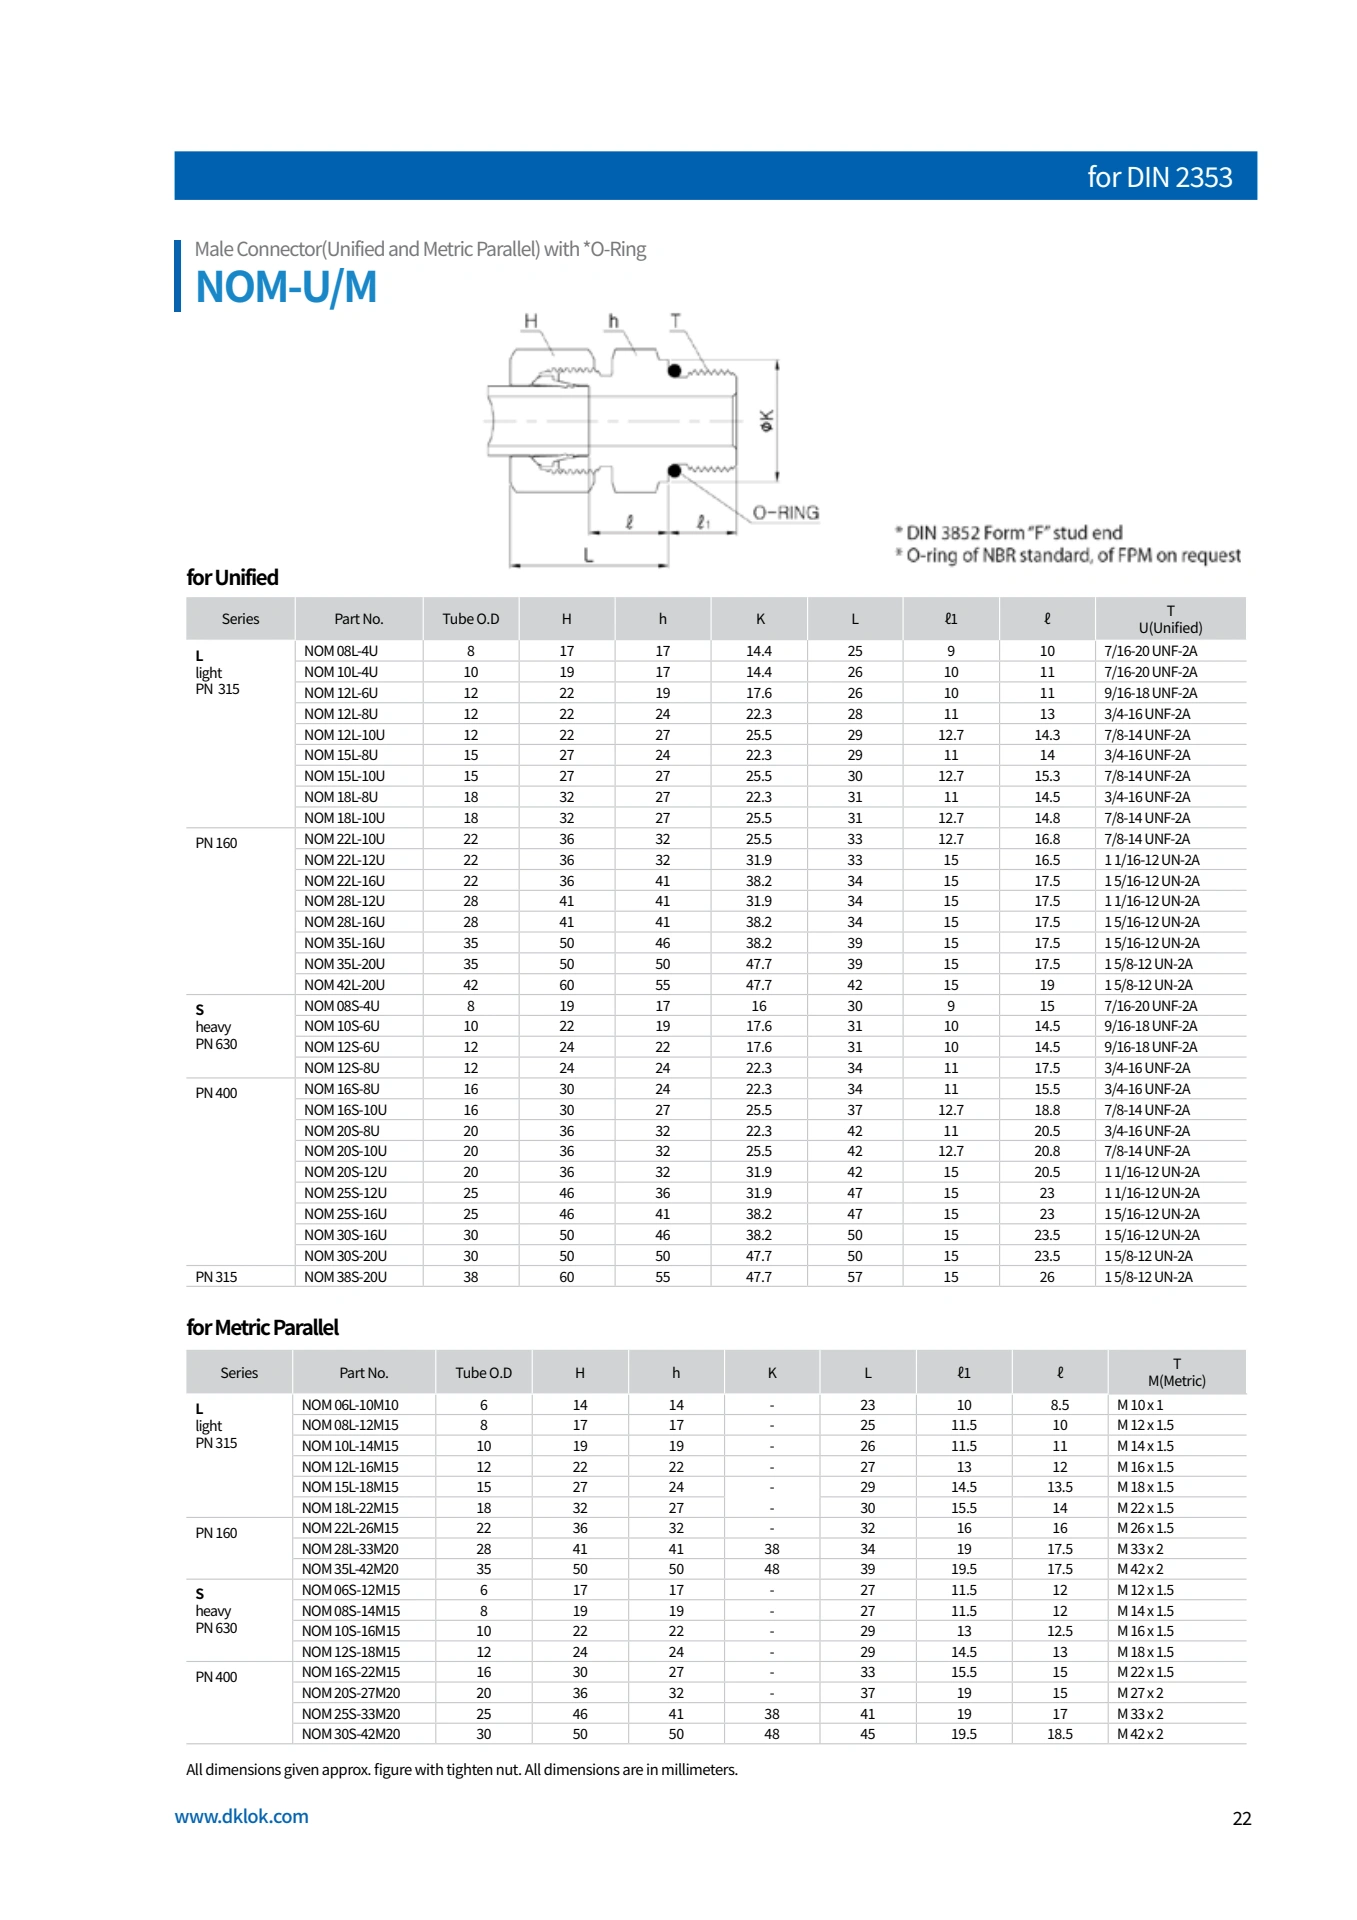 for DIN 2353
Male Connector(Unified and Metric Parallel) with *O-Ring
NOM-U/M
H h T
øK
O-RING
ℓ ℓ1
L
* DIN 3852 Form "F" stud end
* O-ring of NBR standard, of FPM on request
for Unified
Series Part No. Tube O.D H h K L ℓ1 ℓ T
U(Unified)
L
light
PN 315
NOM 08L-4U 8 17 17 14.4 25 9 10 7/16-20 UNF-2A
NOM 10L-4U 10 19 17 14.4 26 10 11 7/16-20 UNF-2A
NOM 12L-6U 12 22 19 17.6 26 10 11 9/16-18 UNF-2A
NOM 12L-8U 12 22 24 22.3 28 11 13 3/4-16 UNF-2A
NOM 12L-10U 12 22 27 25.5 29 12.7 14.3 7/8-14 UNF-2A
NOM 15L-8U 15 27 24 22.3 29 11 14 3/4-16 UNF-2A
NOM 15L-10U 15 27 27 25.5 30 12.7 15.3 7/8-14 UNF-2A
NOM 18L-8U 18 32 27 22.3 31 11 14.5 3/4-16 UNF-2A
NOM 18L-10U 18 32 27 25.5 31 12.7 14.8 7/8-14 UNF-2A
PN 160 NOM 22L-10U 22 36 32 25.5 33 12.7 16.8 7/8-14 UNF-2A
NOM 22L-12U 22 36 32 31.9 33 15 16.5 1 1/16-12 UN-2A
NOM 22L-16U 22 36 41 38.2 34 15 17.5 1 5/16-12 UN-2A
NOM 28L-12U 28 41 41 31.9 34 15 17.5 1 1/16-12 UN-2A
NOM 28L-16U 28 41 41 38.2 34 15 17.5 1 5/16-12 UN-2A
NOM 35L-16U 35 50 46 38.2 39 15 17.5 1 5/16-12 UN-2A
NOM 35L-20U 35 50 50 47.7 39 15 17.5 1 5/8-12 UN-2A
NOM 42L-20U 42 60 55 47.7 42 15 19 1 5/8-12 UN-2A
S
heavy
PN 630
NOM 08S-4U 8 19 17 16 30 9 15 7/16-20 UNF-2A
NOM 10S-6U 10 22 19 17.6 31 10 14.5 9/16-18 UNF-2A
NOM 12S-6U 12 24 22 17.6 31 10 14.5 9/16-18 UNF-2A
NOM 12S-8U 12 24 24 22.3 34 11 17.5 3/4-16 UNF-2A
PN 400 NOM 16S-8U 16 30 24 22.3 34 11 15.5 3/4-16 UNF-2A
NOM 16S-10U 16 30 27 25.5 37 12.7 18.8 7/8-14 UNF-2A
NOM 20S-8U 20 36 32 22.3 42 11 20.5 3/4-16 UNF-2A
NOM 20S-10U 20 36 32 25.5 42 12.7 20.8 7/8-14 UNF-2A
NOM 20S-12U 20 36 32 31.9 42 15 20.5 1 1/16-12 UN-2A
NOM 25S-12U 25 46 36 31.9 47 15 23 1 1/16-12 UN-2A
NOM 25S-16U 25 46 41 38.2 47 15 23 1 5/16-12 UN-2A
NOM 30S-16U 30 50 46 38.2 50 15 23.5 1 5/16-12 UN-2A
NOM 30S-20U 30 50 50 47.7 50 15 23.5 1 5/8-12 UN-2A
PN 315 NOM 38S-20U 38 60 55 47.7 57 15 26 1 5/8-12 UN-2A
for Metric Parallel
Series Part No. Tube O.D H h K L ℓ1 ℓ T
M(Metric)
L
light
PN 315
NOM 06L-10M10 6 14 14 - 23 10 8.5 M 10 x 1
NOM 08L-12M15 8 17 17 - 25 11.5 10 M 12 x 1.5
NOM 10L-14M15 10 19 19 - 26 11.5 11 M 14 x 1.5
NOM 12L-16M15 12 22 22 - 27 13 12 M 16 x 1.5
NOM 15L-18M15 15 27 24 - 29 14.5 13.5 M 18 x 1.5
NOM 18L-22M15 18 32 27 - 30 15.5 14 M 22 x 1.5
PN 160 NOM 22L-26M15 22 36 32 - 32 16 16 M 26 x 1.5
NOM 28L-33M20 28 41 41 38 34 19 17.5 M 33 x 2
NOM 35L-42M20 35 50 50 48 39 19.5 17.5 M 42 x 2
S
heavy
PN 630
NOM 06S-12M15 6 17 17 - 27 11.5 12 M 12 x 1.5
NOM 08S-14M15 8 19 19 - 27 11.5 12 M 14 x 1.5
NOM 10S-16M15 10 22 22 - 29 13 12.5 M 16 x 1.5
NOM 12S-18M15 12 24 24 - 29 14.5 13 M 18 x 1.5
PN 400 NOM 16S-22M15 16 30 27 - 33 15.5 15 M 22 x 1.5
NOM 20S-27M20 20 36 32 - 37 19 15 M 27 x 2
NOM 25S-33M20 25 46 41 38 41 19 17 M 33 x 2
NOM 30S-42M20 30 50 50 48 45 19.5 18.5 M 42 x 2
All dimensions given approx. figure with tighten nut. All dimensions are in millimeters.
www.dklok.com 22